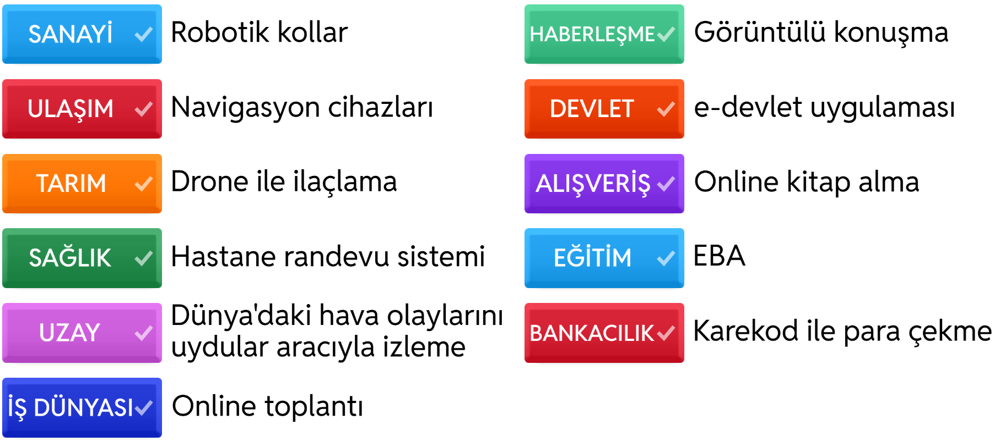 SANAYİ
Robotik kollar
ULAŞIM
Navigasyon cihazları
TARIM
Drone ile ilaçlama
SAĞLIK
Hastane randevu sistemi
UZAY
Dünya'daki hava olaylarını
uydular aracıyla izleme
İŞ DÜNYASI
Online toplantı
HABERLEŞME
Görüntülü konuşma
DEVLET
e-devlet uygulaması
ALIŞVERİŞ
Online kitap alma
EĞİTİM
EBA
BANKACILIK
Karekod ile para çekme